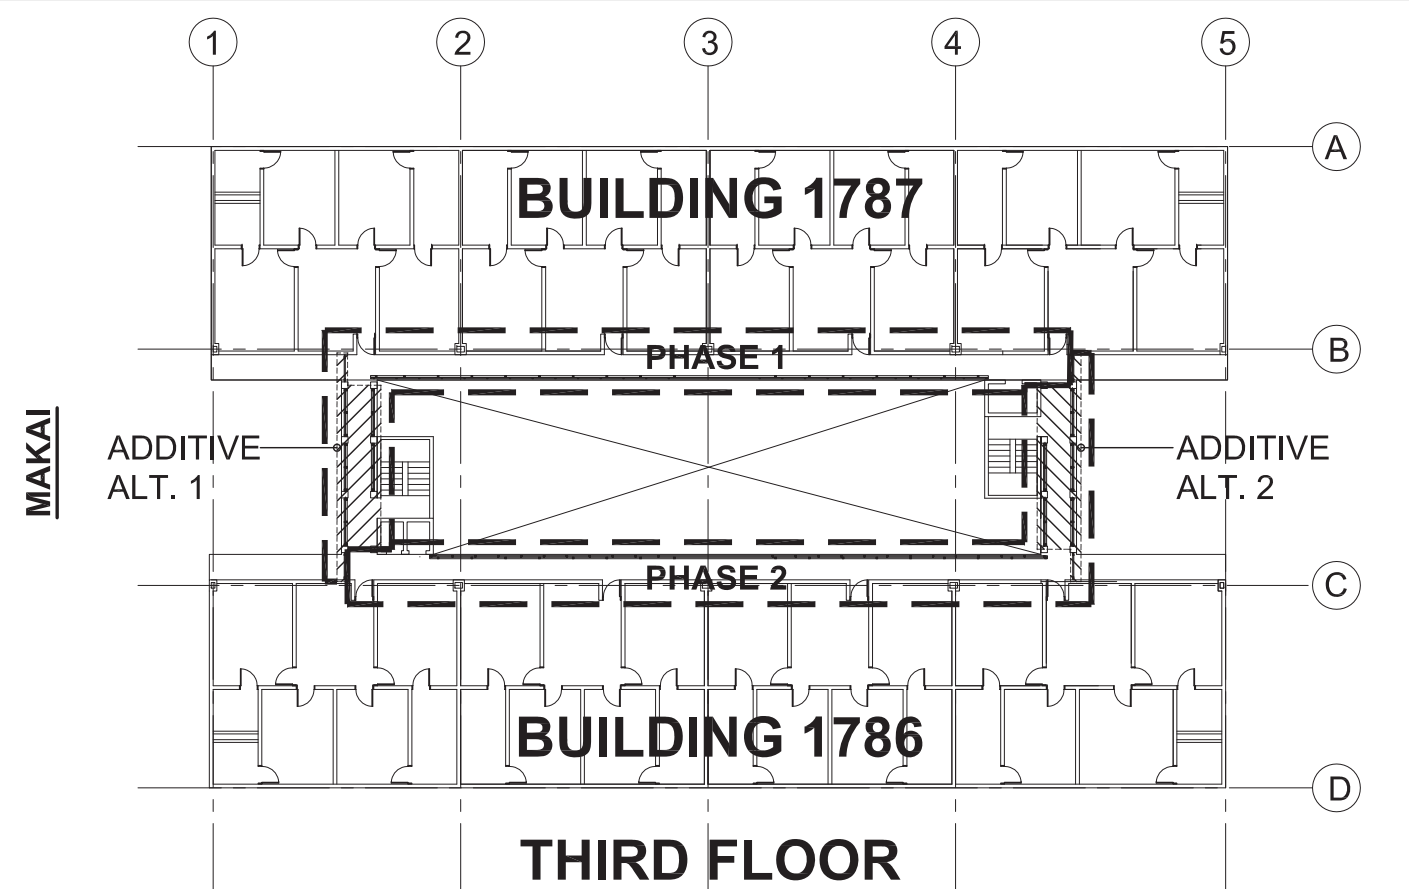 1
2
3
4
5
A
BUILDING 1787
B
PHASE 1
MAKAI
ADDITIVE
ALT. 1
ADDITIVE
ALT. 2
PHASE 2
C
BUILDING 1786
D
THIRD FLOOR